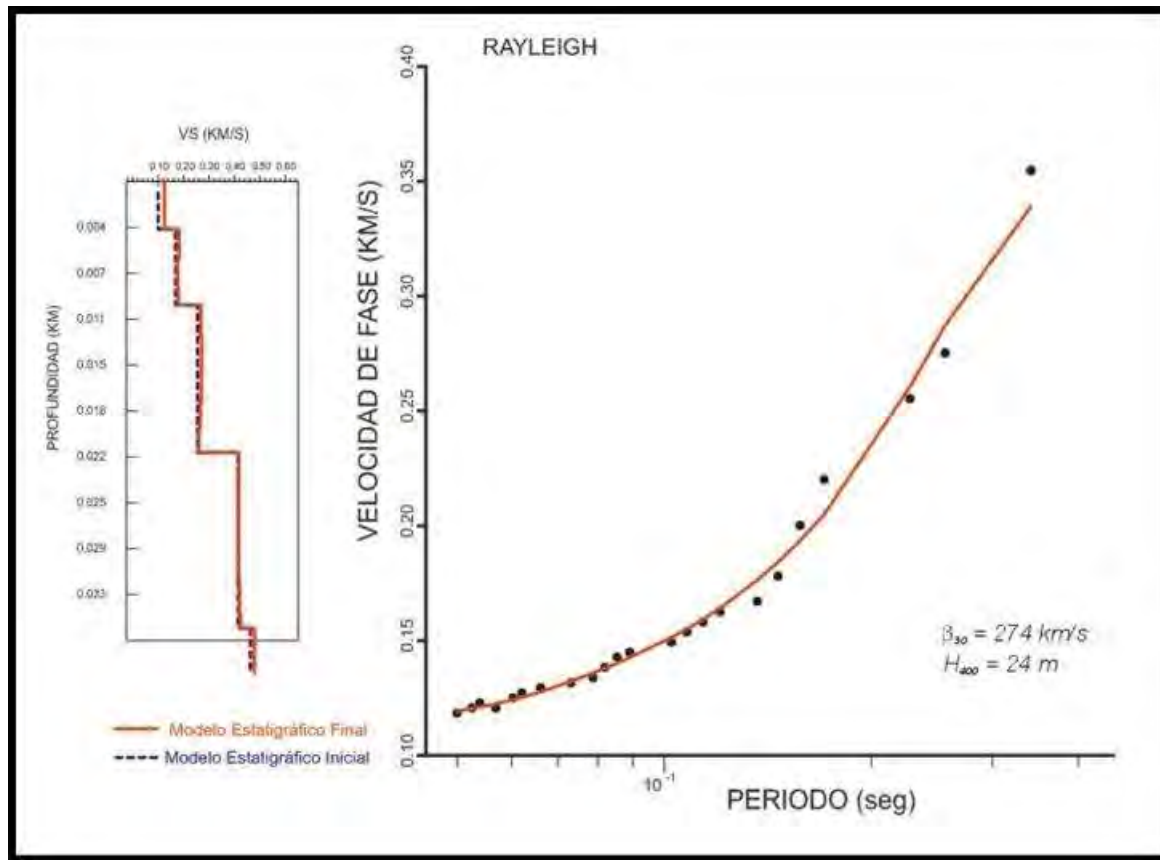 RAYLEIGH
VS (KM/S)
0.10 0.20 0.30 0.40 0.50 0.60
PROFUNDIDAD (KM)
0.004
0.007
0.011
0.015
0.018
0.022
0.025
0.029
0.033
Modelo Estatigráfico Final
Modelo Estatigráfico Inicial
VELOCIDAD DE FASE (KM/S)
0.40
0.35
0.30
0.25
0.20
0.15
0.10
β₃₀ = 274 km/s
H₄₀₀ = 24 m
10⁻¹
2
3
4
PERIODO (seg)